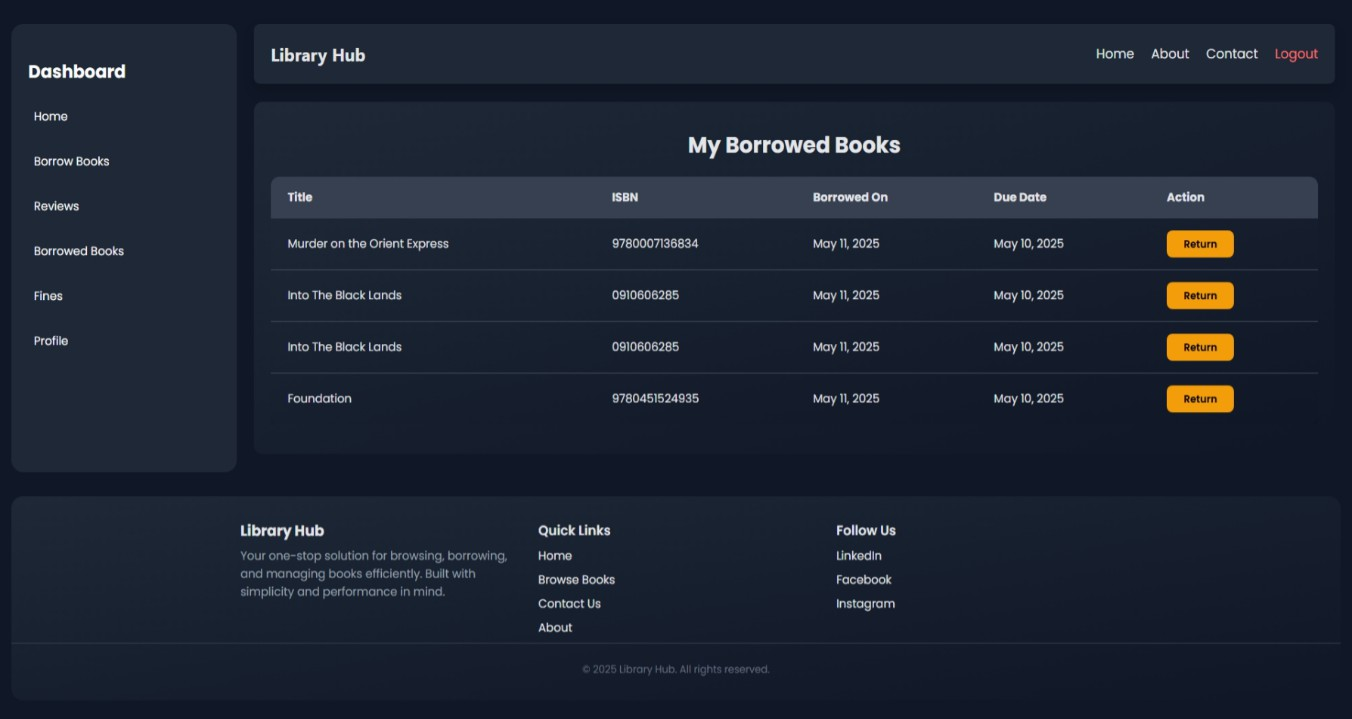 Dashboard
Home
Borrow Books
Reviews
Borrowed Books
Fines
Profile
Library Hub
Home About Contact Logout
My Borrowed Books
Title ISBN Borrowed On Due Date Action
Murder on the Orient Express 9780007136834 May 11, 2025 May 10, 2025 Return
Into The Black Lands 0910606285 May 11, 2025 May 10, 2025 Return
Into The Black Lands 0910606285 May 11, 2025 May 10, 2025 Return
Foundation 9780451524935 May 11, 2025 May 10, 2025 Return
Library Hub
Your one-stop solution for browsing, borrowing,
and managing books efficiently. Built with
simplicity and performance in mind.
Quick Links
Home
Browse Books
Contact Us
About
Follow Us
LinkedIn
Facebook
Instagram
© 2025 Library Hub. All rights reserved.